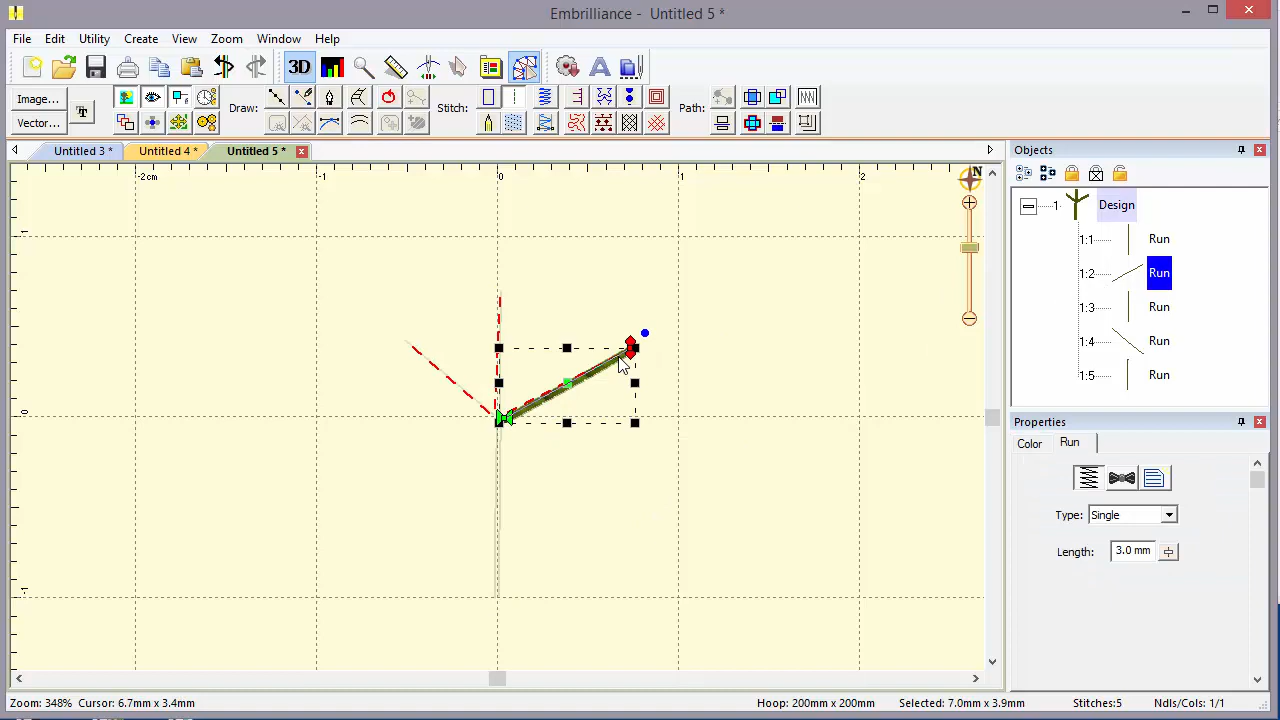 Embrilliance - Untitled 5 *
File Edit Utility Create View Zoom Window Help
3D
Image... Draw: Stitch: Path:
Vector...
Untitled 3 * Untitled 4 * Untitled 5 *
-2cm -1 0 1 2
N
1
0
-1
Objects
1 Design
1:1 Run
1:2 Run
1:3 Run
1:4 Run
1:5 Run
Properties
Color Run
Type: Single
Length: 3.0 mm
Zoom: 348% Cursor: 6.7mm x 3.4mm Hoop: 200mm x 200mm Selected: 7.0mm x 3.9mm Stitches:5 Ndls/Cols: 1/1